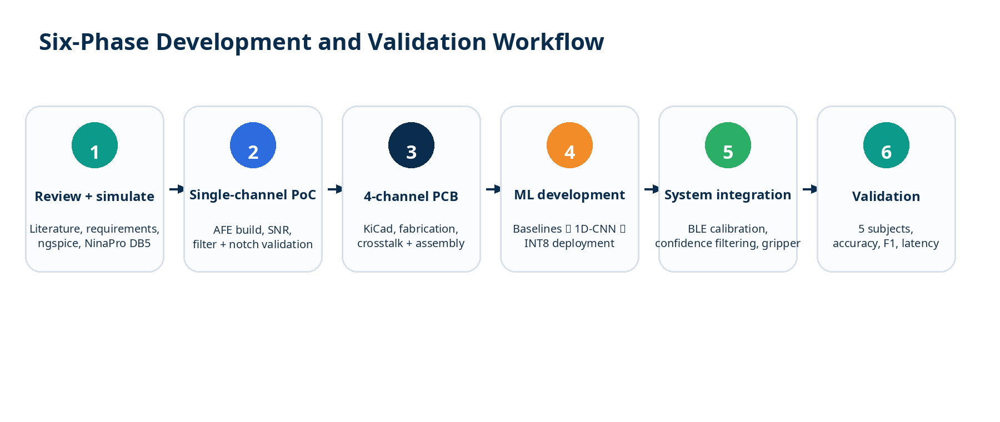 Six-Phase Development and Validation Workflow
1
Review + simulate
Literature, requirements,
ngspice, NinaPro DB5
2
Single-channel PoC
AFE build, SNR,
filter + notch validation
3
4-channel PCB
KiCad, fabrication,
crosstalk + assembly
4
ML development
Baselines ▯ 1D-CNN ▯
INT8 deployment
5
System integration
BLE calibration,
confidence filtering, gripper
6
Validation
5 subjects,
accuracy, F1, latency